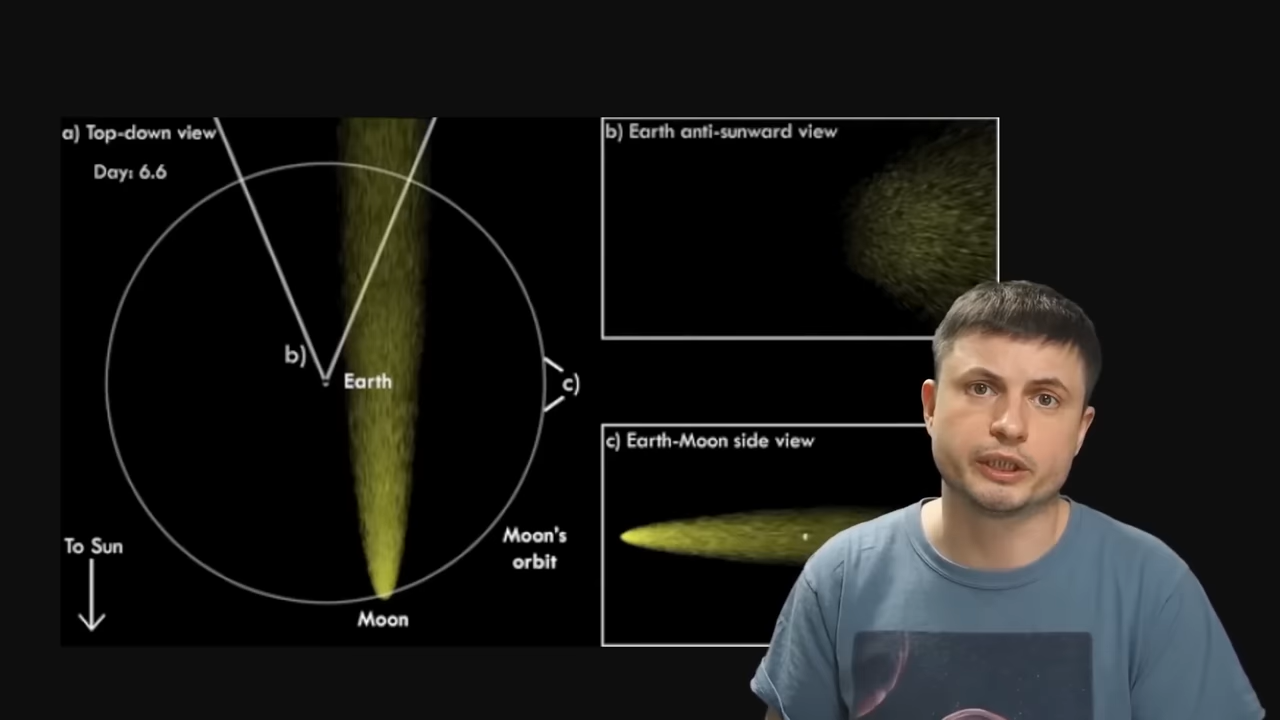 a) Top-down view
Day: 6.6
b)
Earth
c)
To Sun
Moon's
orbit
Moon
b) Earth anti-sunward view
c) Earth-Moon side view